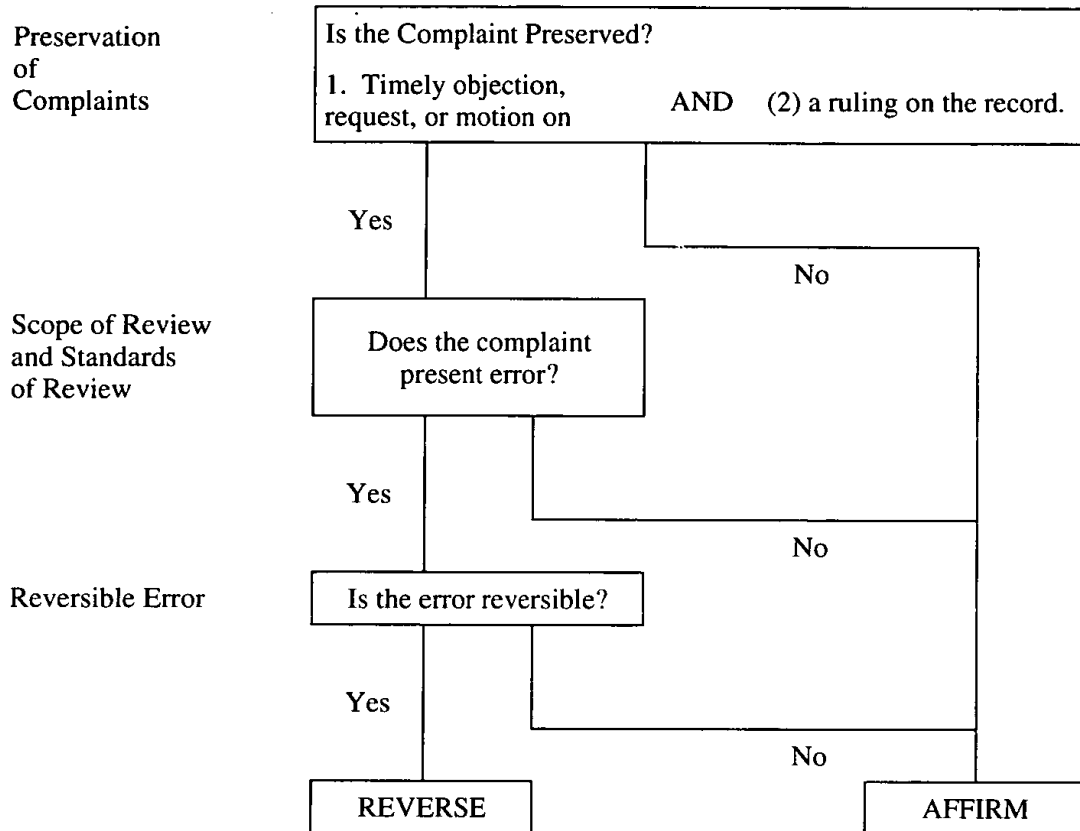 Preservation
of
Complaints
Is the Complaint Preserved?
1. Timely objection,
request, or motion on
AND (2) a ruling on the record.
Yes
No
Scope of Review
and Standards
of Review
Does the complaint
present error?
Yes
No
Reversible Error
Is the error reversible?
Yes
No
REVERSE
AFFIRM